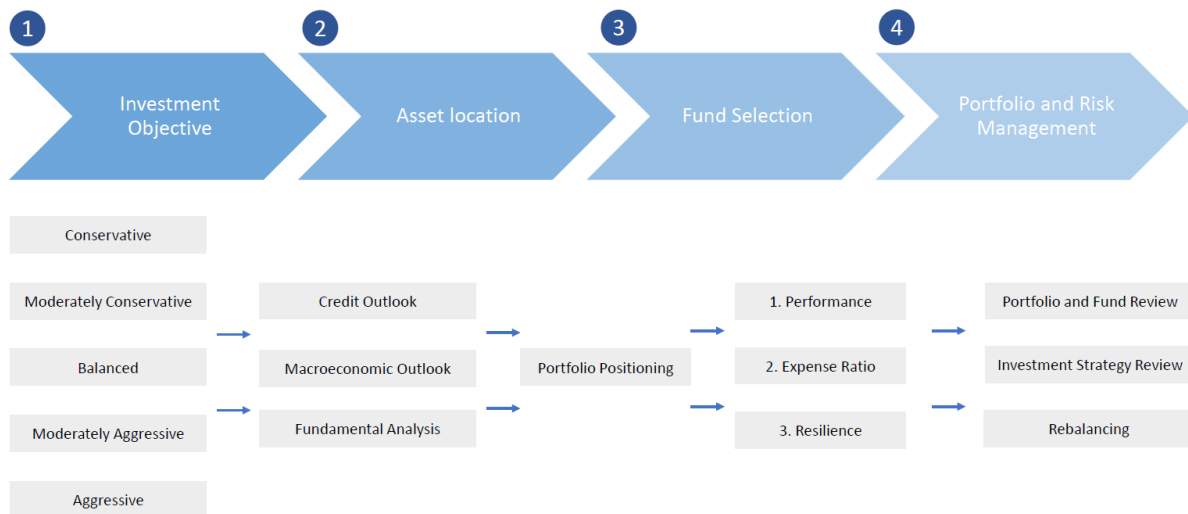 1
2
3
4
Investment
Objective
Asset location
Fund Selection
Portfolio and Risk
Management
Conservative
Moderately Conservative
Balanced
Moderately Aggressive
Aggressive
Credit Outlook
Macroeconomic Outlook
Fundamental Analysis
Portfolio Positioning
1. Performance
2. Expense Ratio
3. Resilience
Portfolio and Fund Review
Investment Strategy Review
Rebalancing